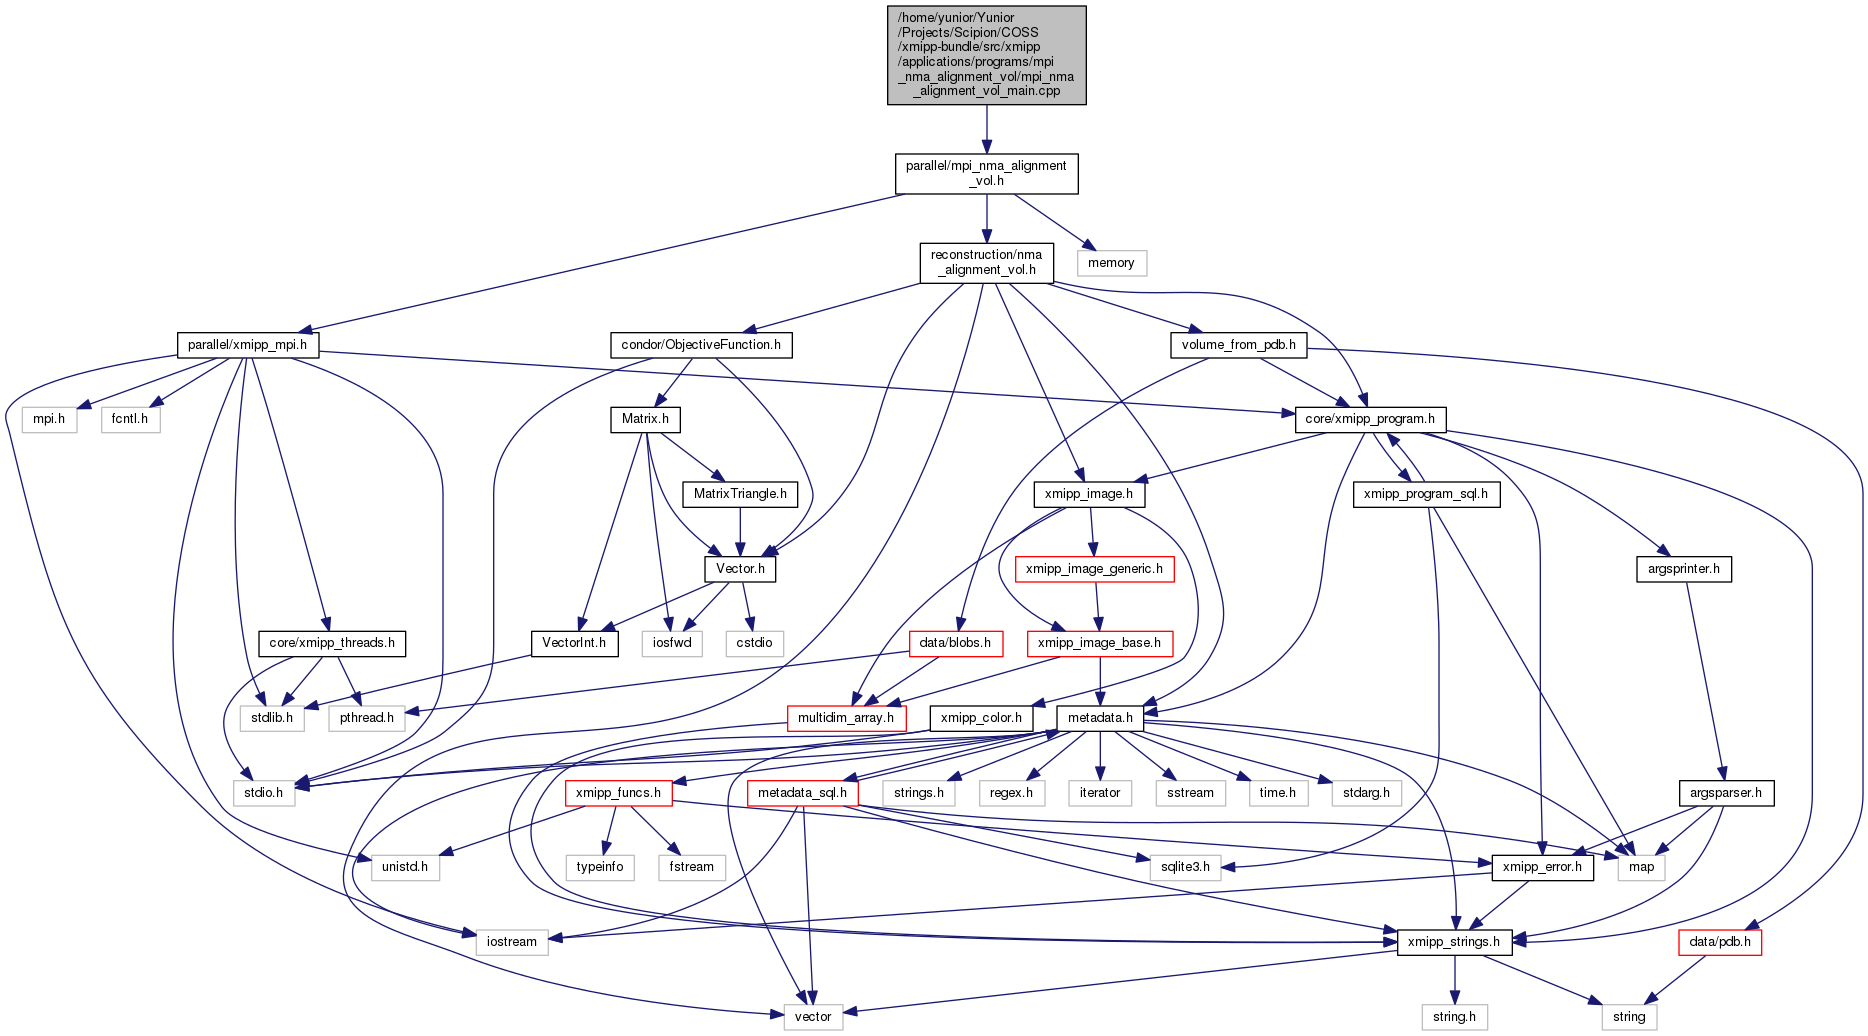 /home/yunior/Yunior
/Projects/Scipion/COSS
/xmipp-bundle/src/xmipp
/applications/programs/mpi
_nma_alignment_vol/mpi_nma
_alignment_vol_main.cpp
parallel/mpi_nma_alignment
_vol.h
reconstruction/nma
_alignment_vol.h
memory
parallel/xmipp_mpi.h
condor/ObjectiveFunction.h
volume_from_pdb.h
mpi.h
fcntl.h
Matrix.h
core/xmipp_program.h
MatrixTriangle.h
xmipp_image.h
xmipp_program_sql.h
Vector.h
xmipp_image_generic.h
argsprinter.h
core/xmipp_threads.h
VectorInt.h
iosfwd
cstdio
data/blobs.h
xmipp_image_base.h
stdlib.h
pthread.h
multidim_array.h
xmipp_color.h
metadata.h
stdio.h
xmipp_funcs.h
metadata_sql.h
strings.h
regex.h
iterator
sstream
time.h
stdarg.h
argsparser.h
unistd.h
typeinfo
fstream
sqlite3.h
xmipp_error.h
map
iostream
xmipp_strings.h
data/pdb.h
vector
string.h
string